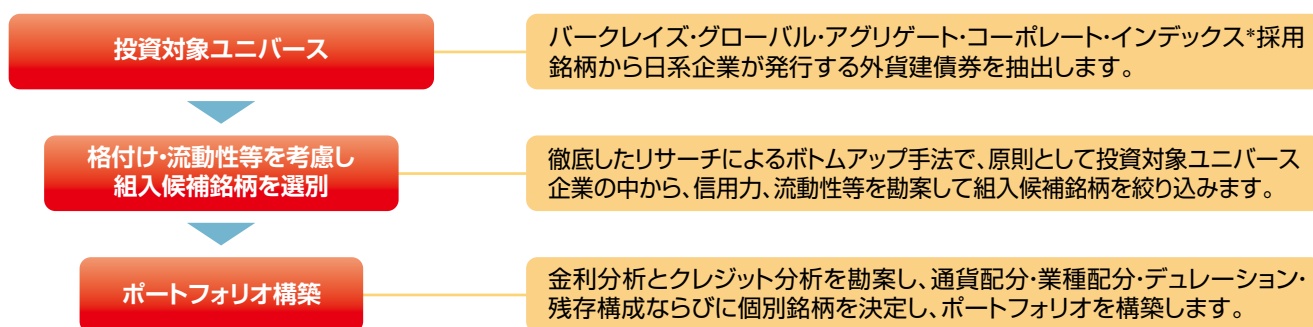 投資対象ユニバース
バークレイズ・グローバル・アグリゲート・コーポレート・インデックス*採用
銘柄から日系企業が発行する外貨建債券を抽出します。
格付け・流動性等を考慮し
組入候補銘柄を選別
徹底したリサーチによるボトムアップ手法で、原則として投資対象ユニバース
企業の中から、信用力、流動性等を勘案して組入候補銘柄を絞り込みます。
ポートフォリオ構築
金利分析とクレジット分析を勘案し、通貨配分・業種配分・デュレーション・
残存構成ならびに個別銘柄を決定し、ポートフォリオを構築します。